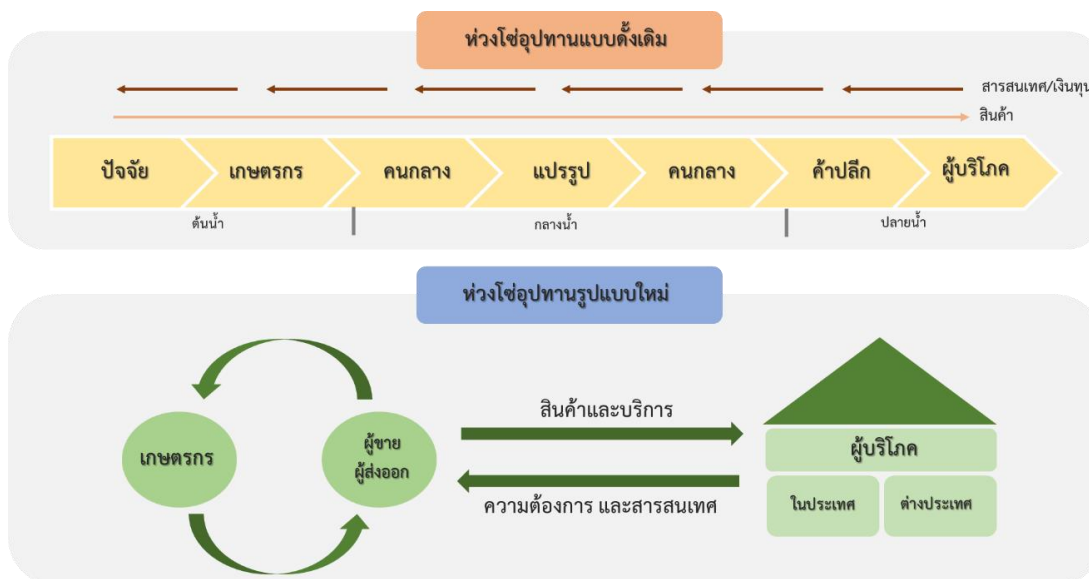 ห่วงโซ่อุปทานแบบดั้งเดิม
สารสนเทศ/เงินทุน
สินค้า
ปัจจัย
เกษตรกร
คนกลาง
แปรรูป
คนกลาง
ค้าปลีก
ผู้บริโภค
ต้นน้ำ
กลางน้ำ
ปลายน้ำ
ห่วงโซ่อุปทานรูปแบบใหม่
เกษตรกร
ผู้ขาย
ผู้ส่งออก
สินค้าและบริการ
ความต้องการ และสารสนเทศ
ผู้บริโภค
ในประเทศ
ต่างประเทศ